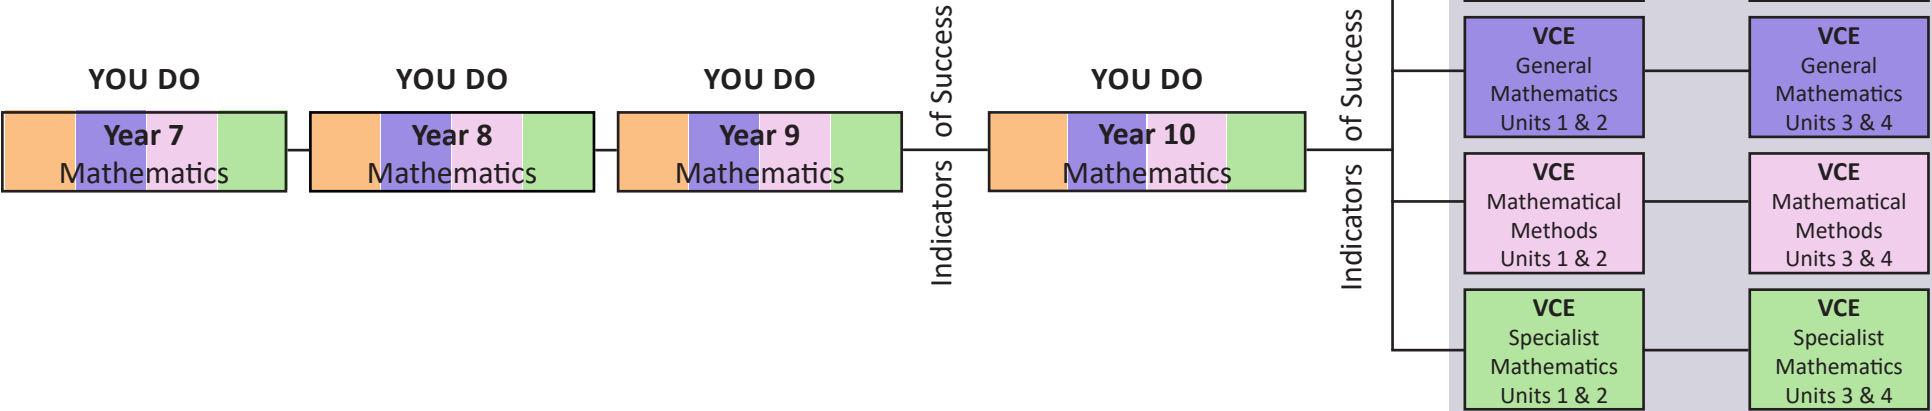 YOU DO
Year 7
Mathematics
YOU DO
Year 8
Mathematics
YOU DO
Year 9
Mathematics
Indicators of Success
YOU DO
Year 10
Mathematics
Indicators of Success
VCE
General
Mathematics
Units 1 & 2
VCE
General
Mathematics
Units 3 & 4
VCE
Mathematical
Methods
Units 1 & 2
VCE
Mathematical
Methods
Units 3 & 4
VCE
Specialist
Mathematics
Units 1 & 2
VCE
Specialist
Mathematics
Units 3 & 4